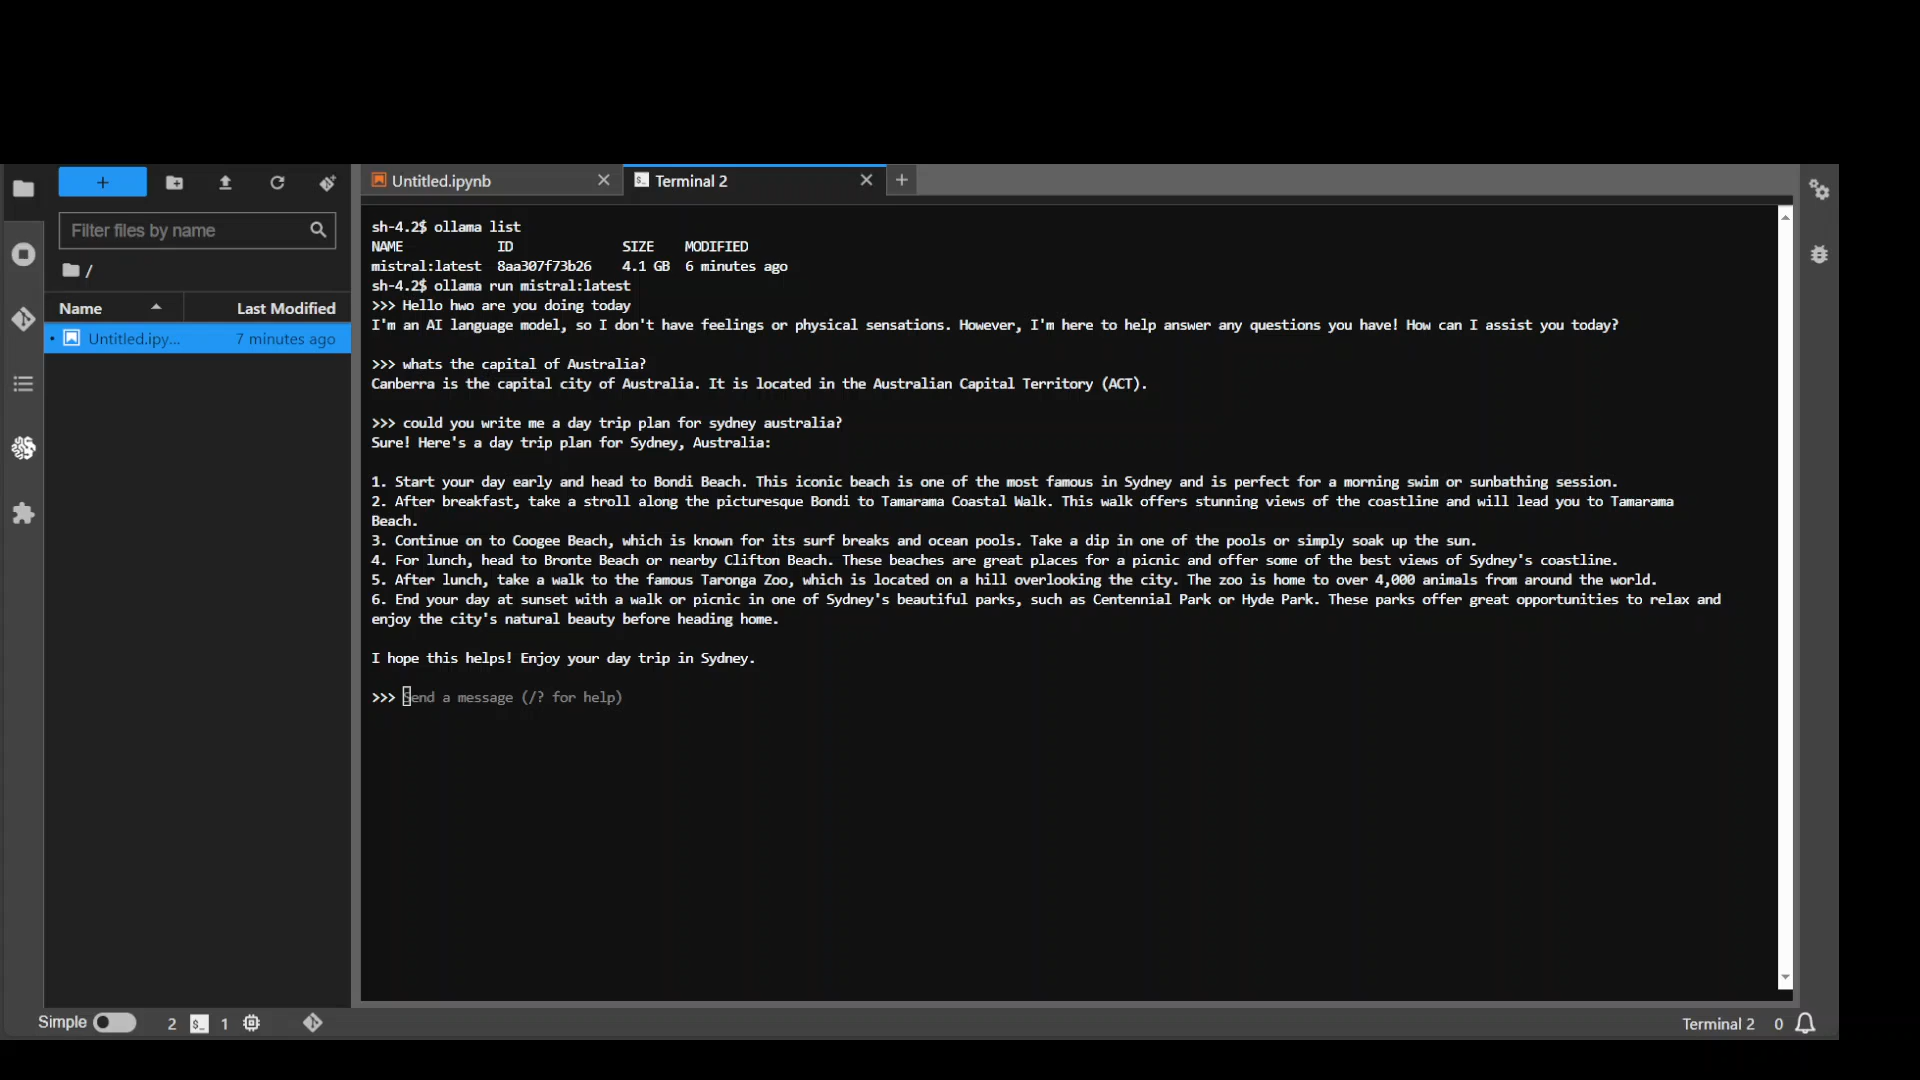 Untitled.ipynb
Terminal 2
Filter files by name
/
Name Last Modified
Untitled.ipy... 7 minutes ago
sh-4.2$ ollama list
NAME ID SIZE MODIFIED
mistral:latest 8aa307f73b26 4.1 GB 6 minutes ago
sh-4.2$ ollama run mistral:latest
>>> Hello hwo are you doing today
I'm an AI language model, so I don't have feelings or physical sensations. However, I'm here to help answer any questions you have! How can I assist you today?
>>> whats the capital of Australia?
Canberra is the capital city of Australia. It is located in the Australian Capital Territory (ACT).
>>> could you write me a day trip plan for sydney australia?
Sure! Here's a day trip plan for Sydney, Australia:
1. Start your day early and head to Bondi Beach. This iconic beach is one of the most famous in Sydney and is perfect for a morning swim or sunbathing session.
2. After breakfast, take a stroll along the picturesque Bondi to Tamarama Coastal Walk. This walk offers stunning views of the coastline and will lead you to Tamarama
Beach.
3. Continue on to Coogee Beach, which is known for its surf breaks and ocean pools. Take a dip in one of the pools or simply soak up the sun.
4. For lunch, head to Bronte Beach or nearby Clifton Beach. These beaches are great places for a picnic and offer some of the best views of Sydney's coastline.
5. After lunch, take a walk to the famous Taronga Zoo, which is located on a hill overlooking the city. The zoo is home to over 4,000 animals from around the world.
6. End your day at sunset with a walk or picnic in one of Sydney's beautiful parks, such as Centennial Park or Hyde Park. These parks offer great opportunities to relax and
enjoy the city's natural beauty before heading home.
I hope this helps! Enjoy your day trip in Sydney.
>>> Send a message (/? for help)
Simple 2 $_ 1 Terminal 2 0